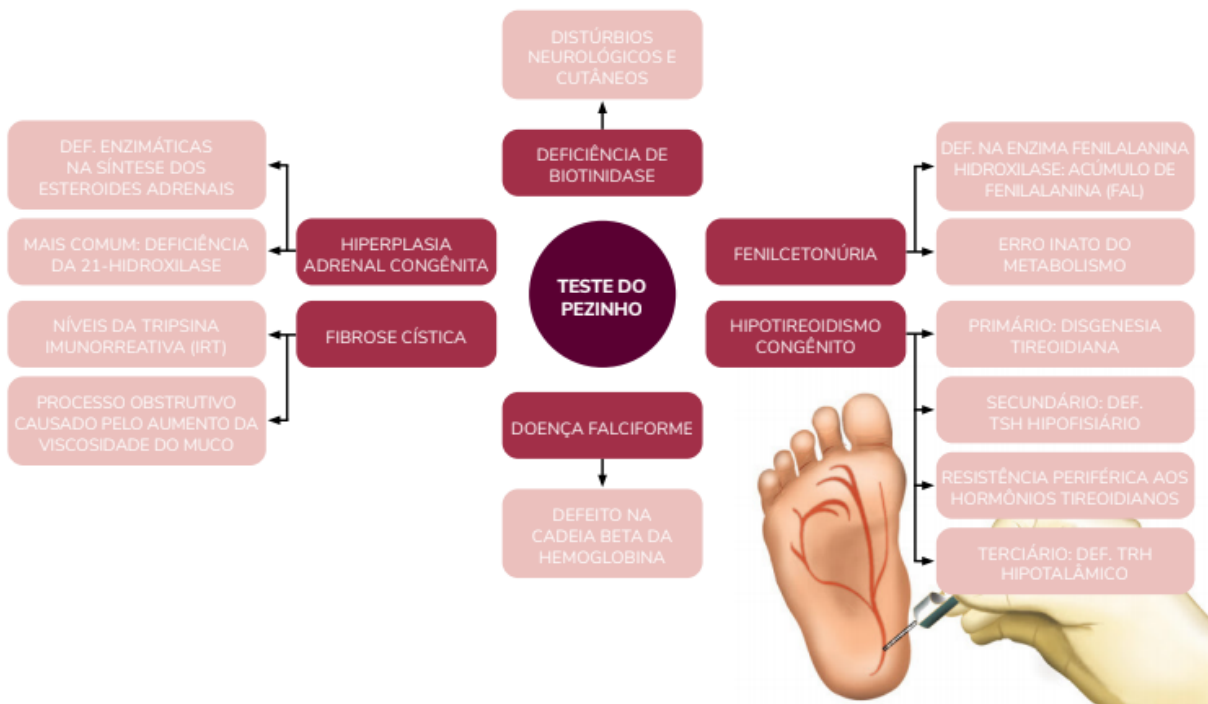 DISTÚRBIOS
NEUROLÓGICOS E
CUTÂNEOS
DEFICIÊNCIA DE
BIOTINIDASE
DEF. ENZIMÁTICAS
NA SÍNTESE DOS
ESTEROIDES ADRENAIS
MAIS COMUM: DEFICIÊNCIA
DA 21-HIDROXILASE
HIPERPLASIA
ADRENAL CONGÊNITA
NÍVEIS DA TRIPSINA
IMUNORREATIVA (IRT)
FIBROSE CÍSTICA
PROCESSO OBSTRUTIVO
CAUSADO PELO AUMENTO DA
VISCOSIDADE DO MUCO
TESTE DO
PEZINHO
DOENÇA FALCIFORME
DEFEITO NA
CADEIA BETA DA
HEMOGLOBINA
FENILCETONÚRIA
DEF. NA ENZIMA FENILALANINA
HIDROXILASE: ACÚMULO DE
FENILALANINA (FAL)
ERRO INATO DO
METABOLISMO
HIPOTIREOIDISMO
CONGÊNITO
PRIMÁRIO: DISGENESIA
TIREOIDIANA
SECUNDÁRIO: DEF.
TSH HIPOFISIÁRIO
RESISTÊNCIA PERIFÉRICA AOS
HORMÔNIOS TIREOIDIANOS
TERCIÁRIO: DEF. TRH
HIPOTALÂMICO